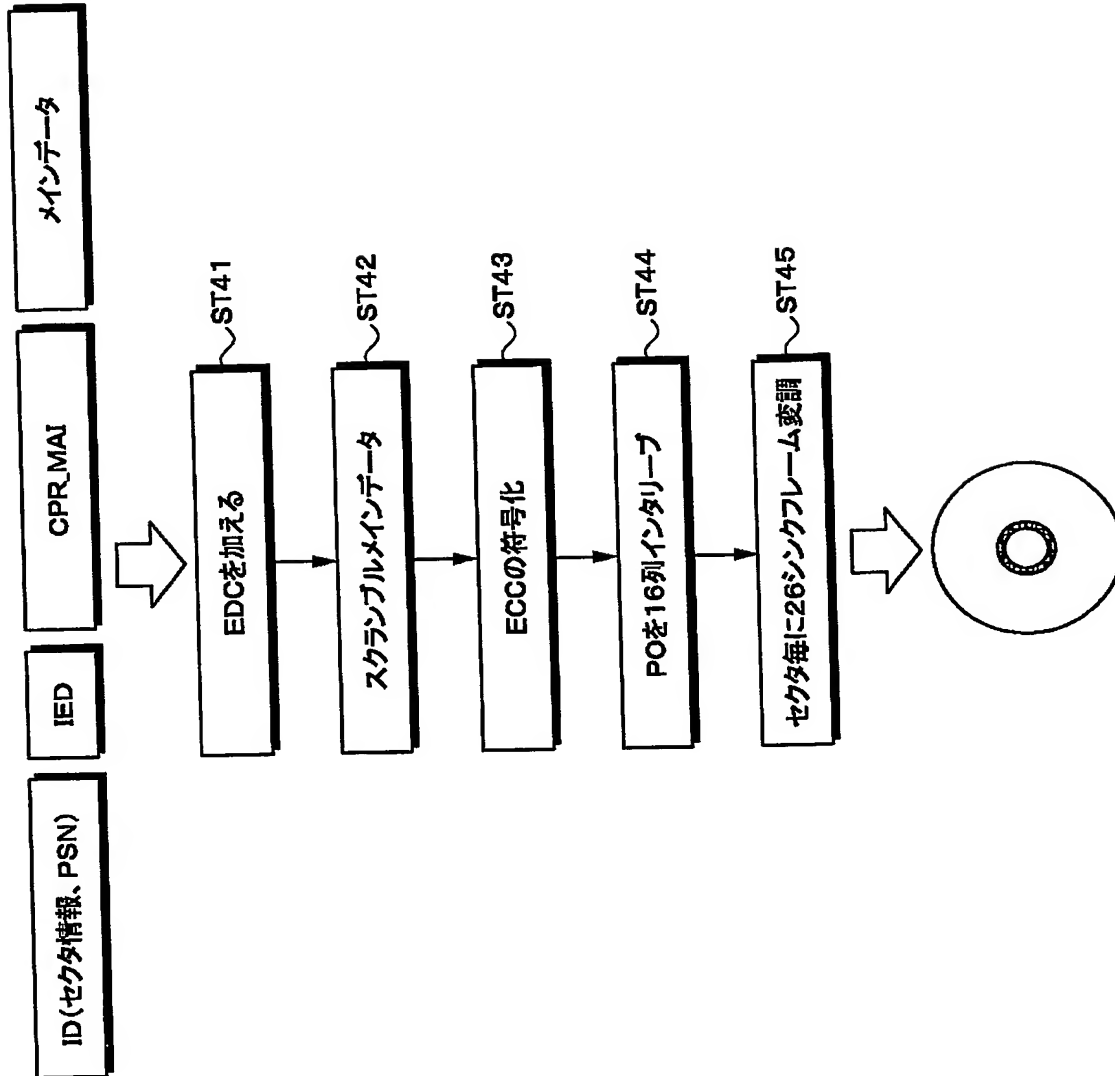 ID(セクタ情報、PSN)
IED
CPR_MAI
メインデータ
EDCを加える
ST41
スクランブルメインデータ
ST42
ECCの符号化
ST43
POを16列インタリーブ
ST44
セクタ毎に26シンクフレーム変調
ST45